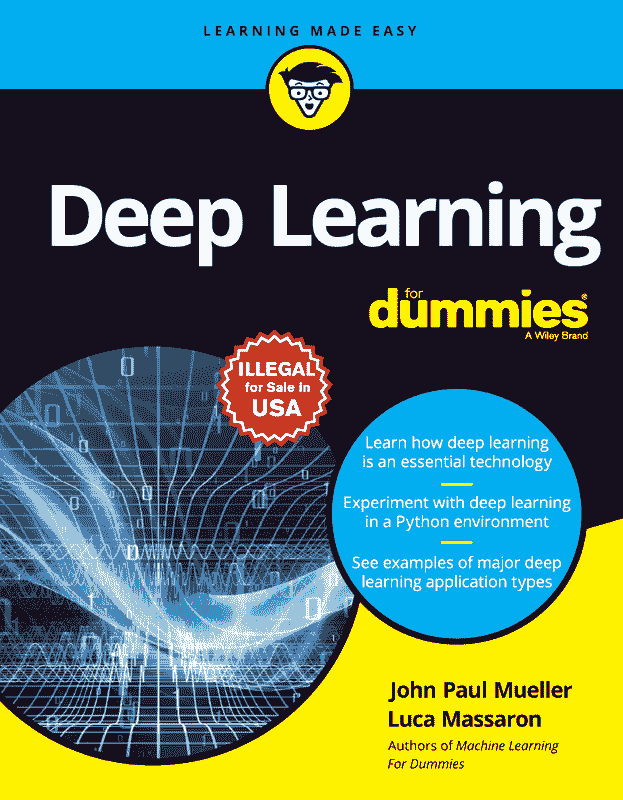 LEARNING MADE EASY
Deep Learning
for
dummies®
A Wiley Brand
ILLEGAL
for Sale in
USA
Learn how deep learning
is an essential technology
Experiment with deep learning
in a Python environment
See examples of major deep
learning application types
John Paul Mueller
Luca Massaron
Authors of Machine Learning
For Dummies